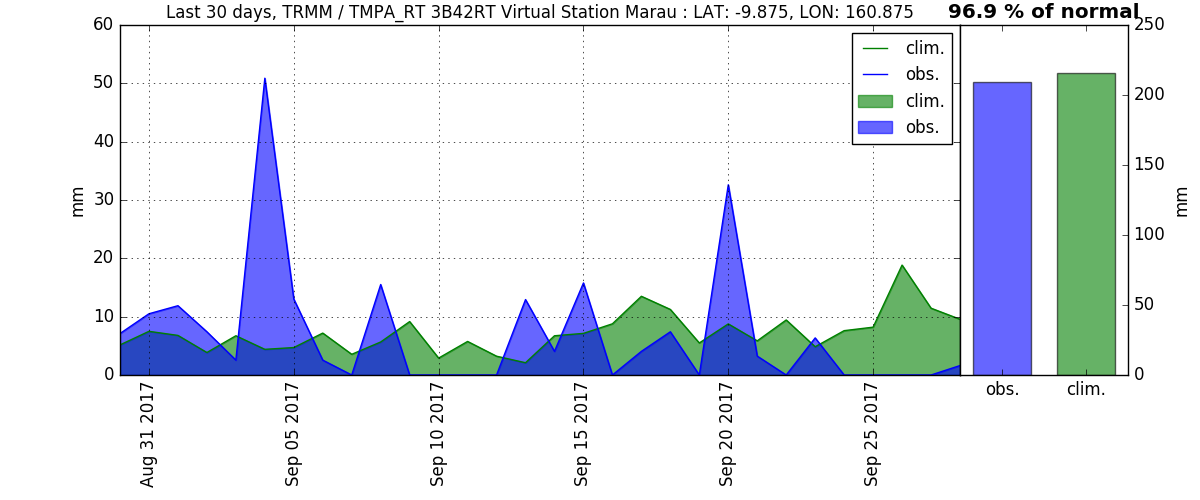 Last 30 days, TRMM / TMPA_RT 3B42RT Virtual Station Marau : LAT: -9.875, LON: 160.875
96.9 % of normal
clim.
obs.
clim.
obs.
60
50
40
30
20
10
0
mm
Aug 31 2017
Sep 05 2017
Sep 10 2017
Sep 15 2017
Sep 20 2017
Sep 25 2017
250
200
150
100
50
0
mm
obs.
clim.